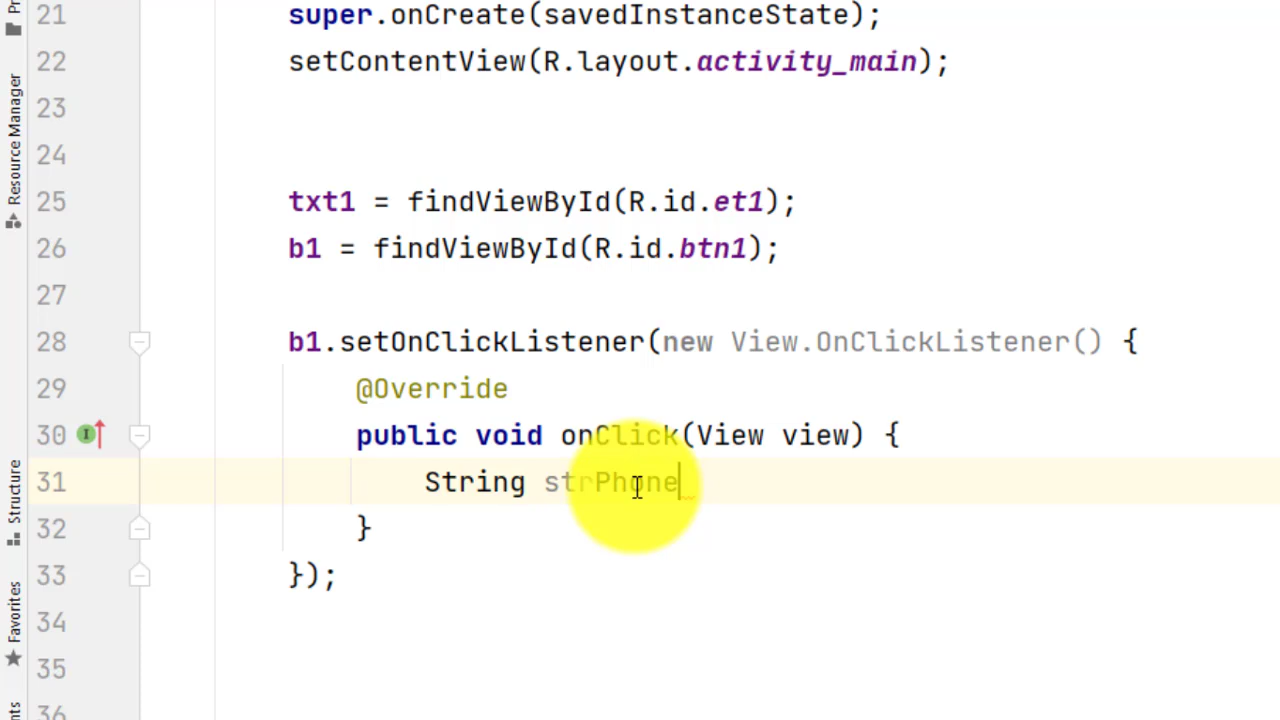 21 super.onCreate(savedInstanceState);
22 setContentView(R.layout.activity_main);
23
24
25 txt1 = findViewById(R.id.et1);
26 b1 = findViewById(R.id.btn1);
27
28 b1.setOnClickListener(new View.OnClickListener() {
29 @Override
30 public void onClick(View view) {
31 String strPhone
32 }
33 });
34
35
36
Resource Manager
Structure
Favorites